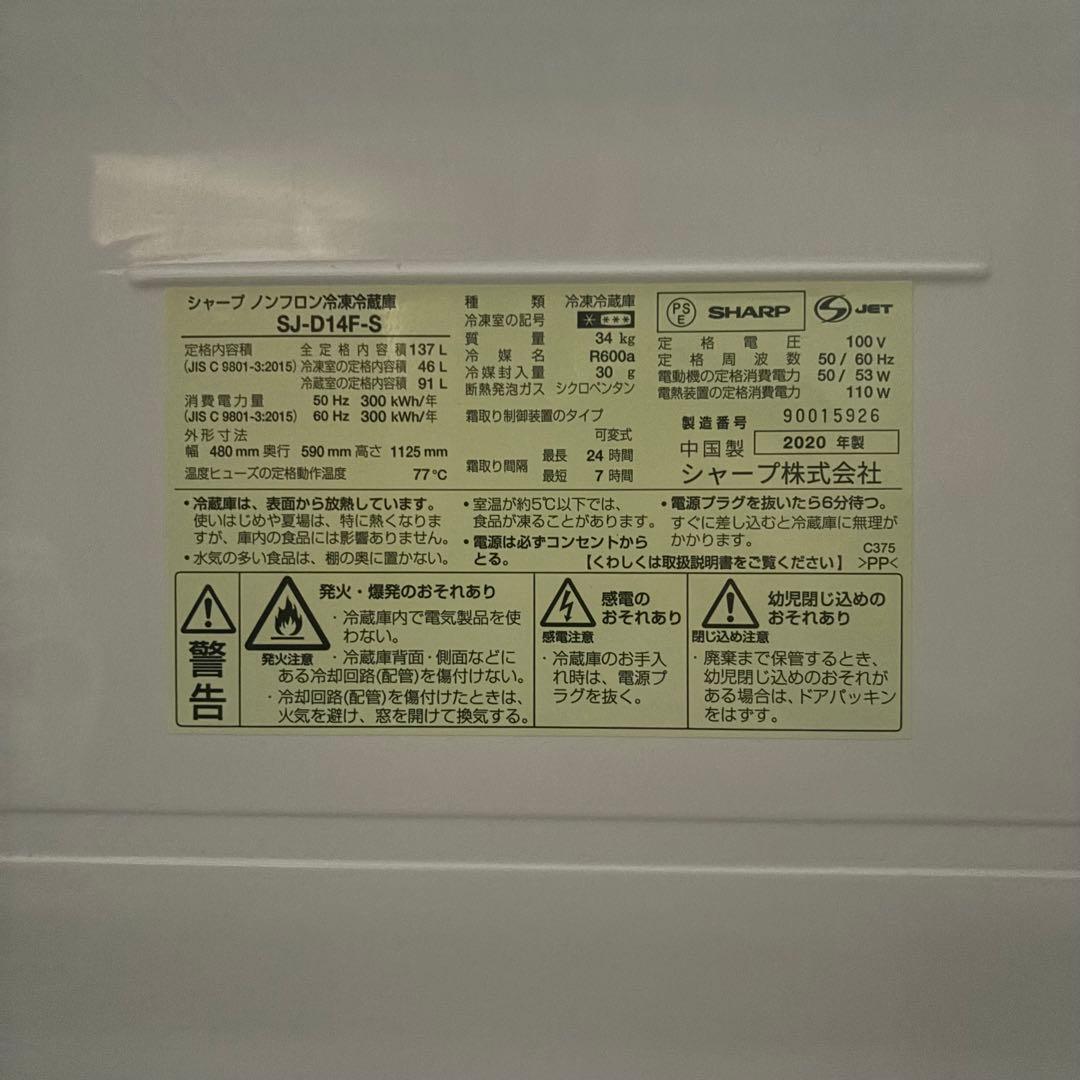 シャープ ノンフロン冷凍冷蔵庫
SJ-D14F-S
定格内容積 全定格内容積 137 L
(JIS C 9801-3:2015) 冷凍室の定格内容積 46 L
冷蔵室の定格内容積 91 L
消費電力量 50 Hz 300 kWh/年
(JIS C 9801-3:2015) 60 Hz 300 kWh/年
外形寸法
幅 480 mm 奥行 590 mm 高さ 1125 mm
温度ヒューズの定格動作温度 77℃
種類 冷凍冷蔵庫
冷凍室の記号
質量 34 kg
冷媒名 R600a
冷媒封入量 30 g
断熱発泡ガス シクロペンタン
霜取り制御装置のタイプ
可変式
霜取り間隔 最長 24 時間
最短 7 時間
PS
E
SHARP
JET
定格電圧 100 V
定格周波数 50 / 60 Hz
電動機の定格消費電力 50 / 53 W
電熱装置の定格消費電力 110 W
製造番号 90015926
中国製 2020 年製
シャープ株式会社
・冷蔵庫は、表面から放熱しています。
使いはじめや夏場は、特に熱くなりま
すが、庫内の食品には影響ありません。
・水気の多い食品は、棚の奥に置かない。
・室温が約5℃以下では、
食品が凍ることがあります。
・電源は必ずコンセントから
とる。
・電源プラグを抜いたら6分待つ。
すぐに差し込むと冷蔵庫に無理が
かかります。
【くわしくは取扱説明書をご覧ください】
C375
>PP<
警告
発火注意
発火・爆発のおそれあり
・冷蔵庫内で電気製品を使
わない。
・冷蔵庫背面・側面などに
ある冷却回路(配管)を傷付けない。
・冷却回路(配管)を傷付けたときは、
火気を避け、窓を開けて換気する。
感電注意
感電の
おそれあり
・冷蔵庫のお手入
れ時は、電源プ
ラグを抜く。
閉じ込め注意
幼児閉じ込めの
おそれあり
・廃棄まで保管するとき、
幼児閉じ込めのおそれが
ある場合は、ドアパッキン
をはずす。